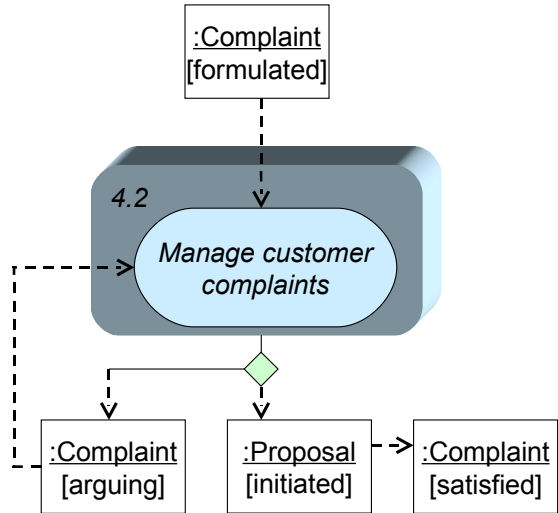 :Complaint
[formulated]
4.2
Manage customer
complaints
:Complaint
[arguing]
:Proposal
[initiated]
:Complaint
[satisfied]